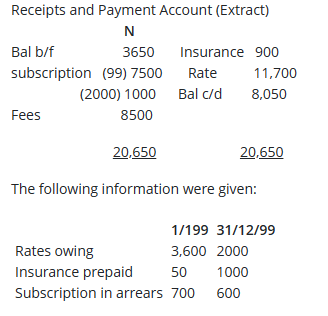 Receipts and Payment Account (Extract)
N
Bal b/f 3650 Insurance 900
subscription (99) 7500 Rate 11,700
(2000) 1000 Bal c/d 8,050
Fees 8500
20,650 20,650
The following information were given:
1/199 31/12/99
Rates owing 3,600 2000
Insurance prepaid 50 1000
Subscription in arrears 700 600